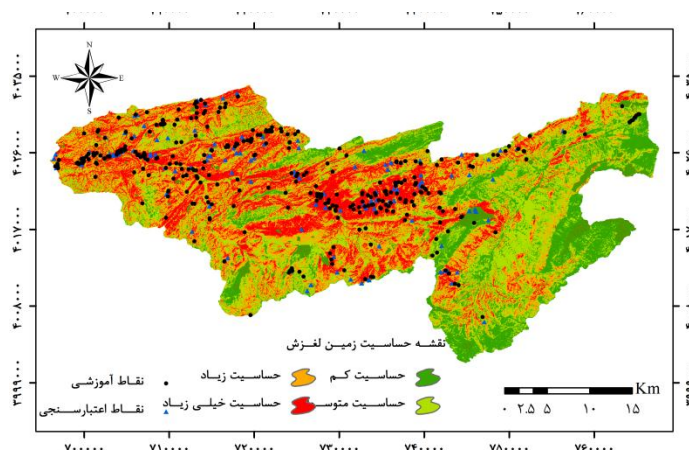 N
W E
S
۴۰۳۵۰۰۰
۴۰۲۶۰۰۰
۴۰۱۷۰۰۰
۴۰۰۸۰۰۰
۳۹۹۹۰۰۰
نقشه حساسیت زمین لغزش
حساسیت کم
حساسیت زیاد
نقاط آموزشی
حساسیت متوس
حساسیت خیلی زیاد
نقاط اعتبارسنجی
Km
۰ ۲.۵ ۵ ۱۰ ۱۵
۷۰۰۰۰۰ ۷۱۰۰۰۰ ۷۲۰۰۰۰ ۷۳۰۰۰۰ ۷۴۰۰۰۰ ۷۵۰۰۰۰ ۷۶۰۰۰۰